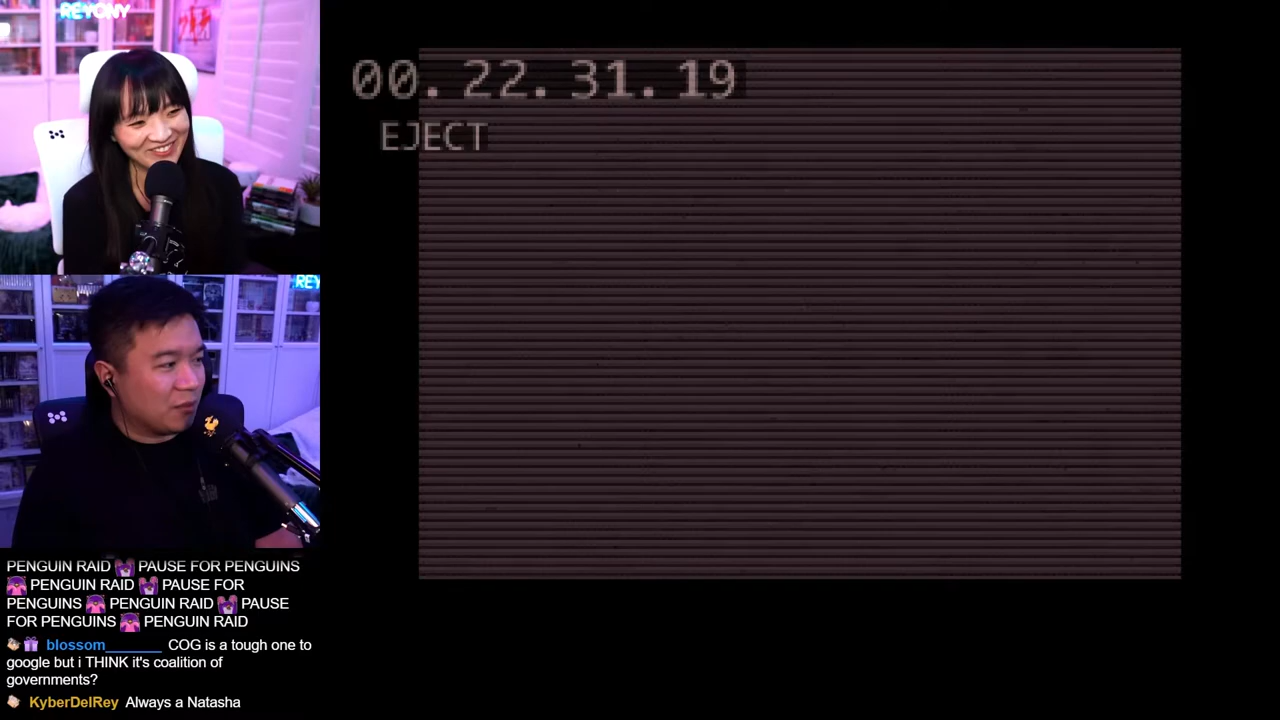 REYONY
REY
00.22.31.19
EJECT
PENGUIN RAID PAUSE FOR PENGUINS
PENGUIN RAID PAUSE FOR
PENGUINS PENGUIN RAID PAUSE
FOR PENGUINS PENGUIN RAID
blossom_______ COG is a tough one to
google but i THINK it's coalition of
governments?
KyberDelRey Always a Natasha